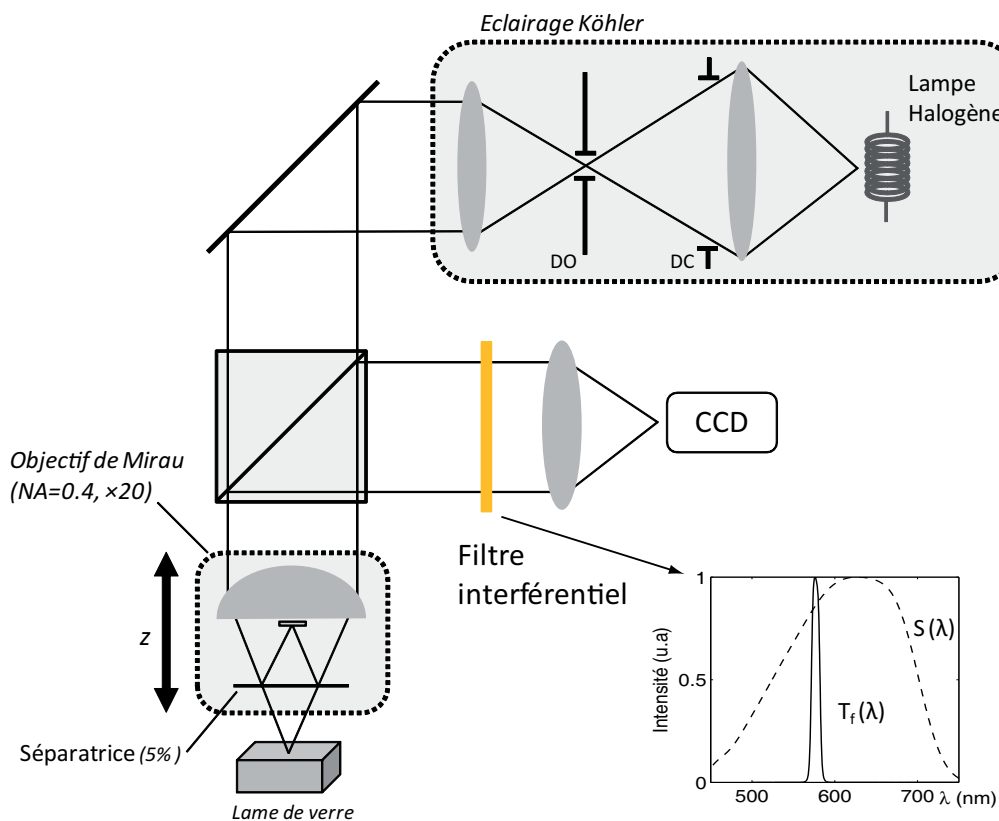 Eclairage Köhler
Lampe
Halogène
DO
DC
CCD
Objectif de Mirau
(NA=0.4, ×20)
z
Filtre
interférentiel
Séparatrice (5%)
Lame de verre
Intensité (u.a)
1
0.5
0
S(λ)
T_f(λ)
500
600
700
λ (nm)